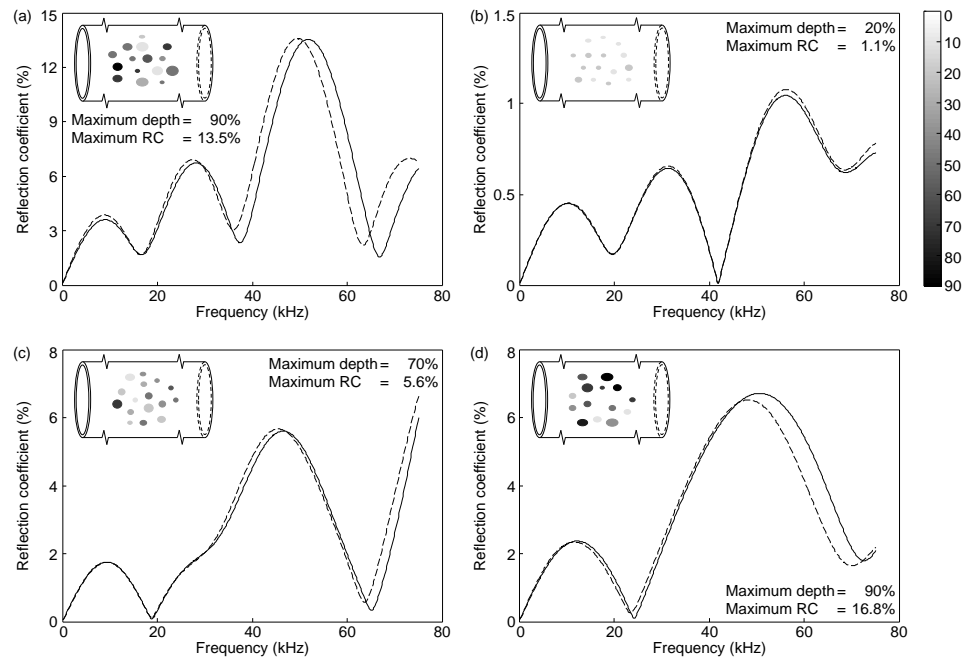 (a)
15
12
9
6
3
0
Reflection coefficient (%)
Maximum depth = 90%
Maximum RC = 13.5%
0 20 40 60 80
Frequency (kHz)
(b)
1.5
1
0.5
0
Reflection coefficient (%)
Maximum depth = 20%
Maximum RC = 1.1%
0 20 40 60 80
Frequency (kHz)
0
10
20
30
40
50
60
70
80
90
(c)
8
6
4
2
0
Reflection coefficient (%)
Maximum depth = 70%
Maximum RC = 5.6%
0 20 40 60 80
Frequency (kHz)
(d)
8
6
4
2
0
Reflection coefficient (%)
Maximum depth = 90%
Maximum RC = 16.8%
0 20 40 60 80
Frequency (kHz)